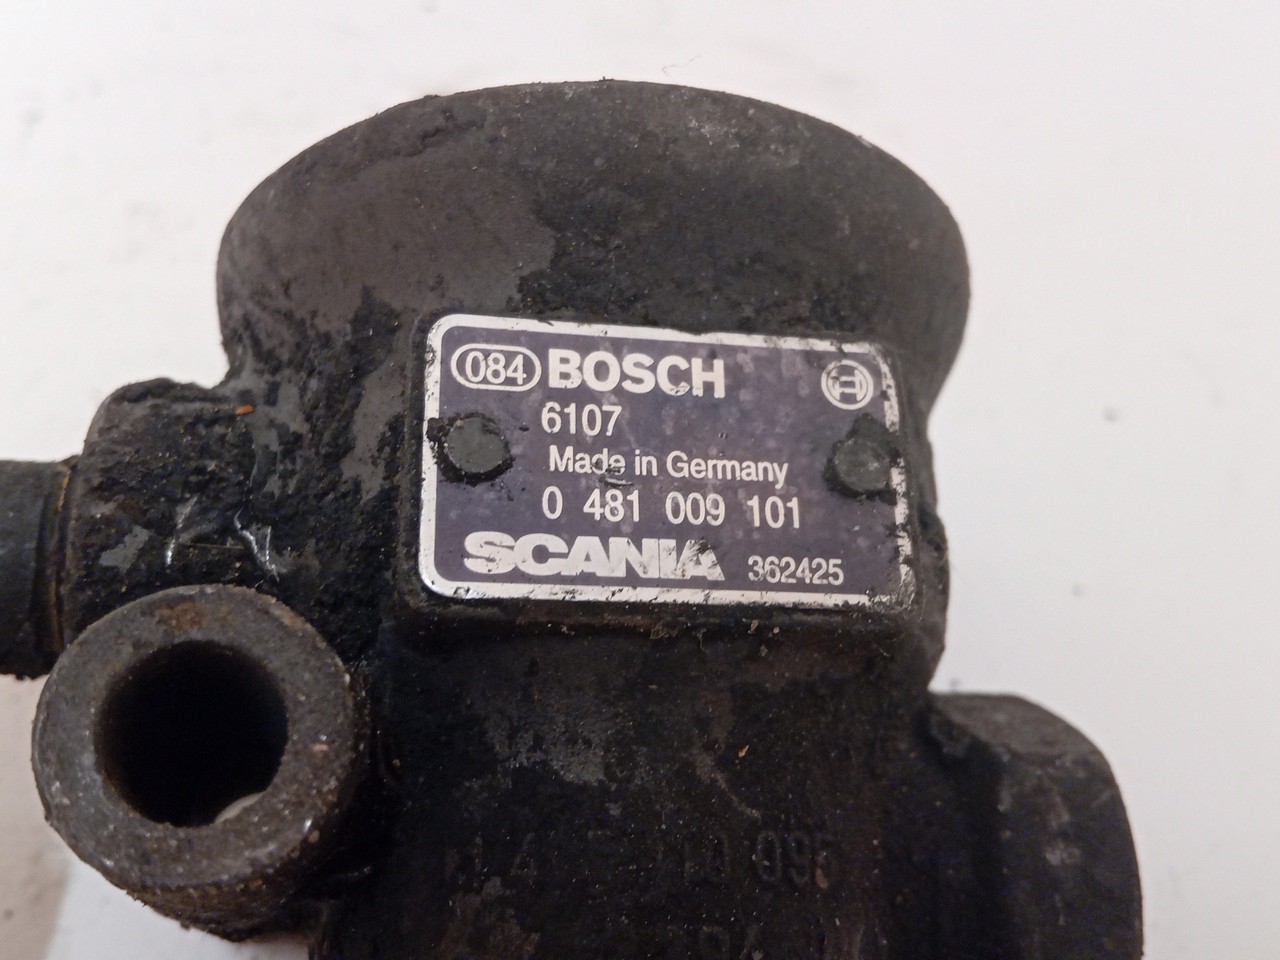 084 BOSCH
6107
Made in Germany
0 481 009 101
SCANIA 362425